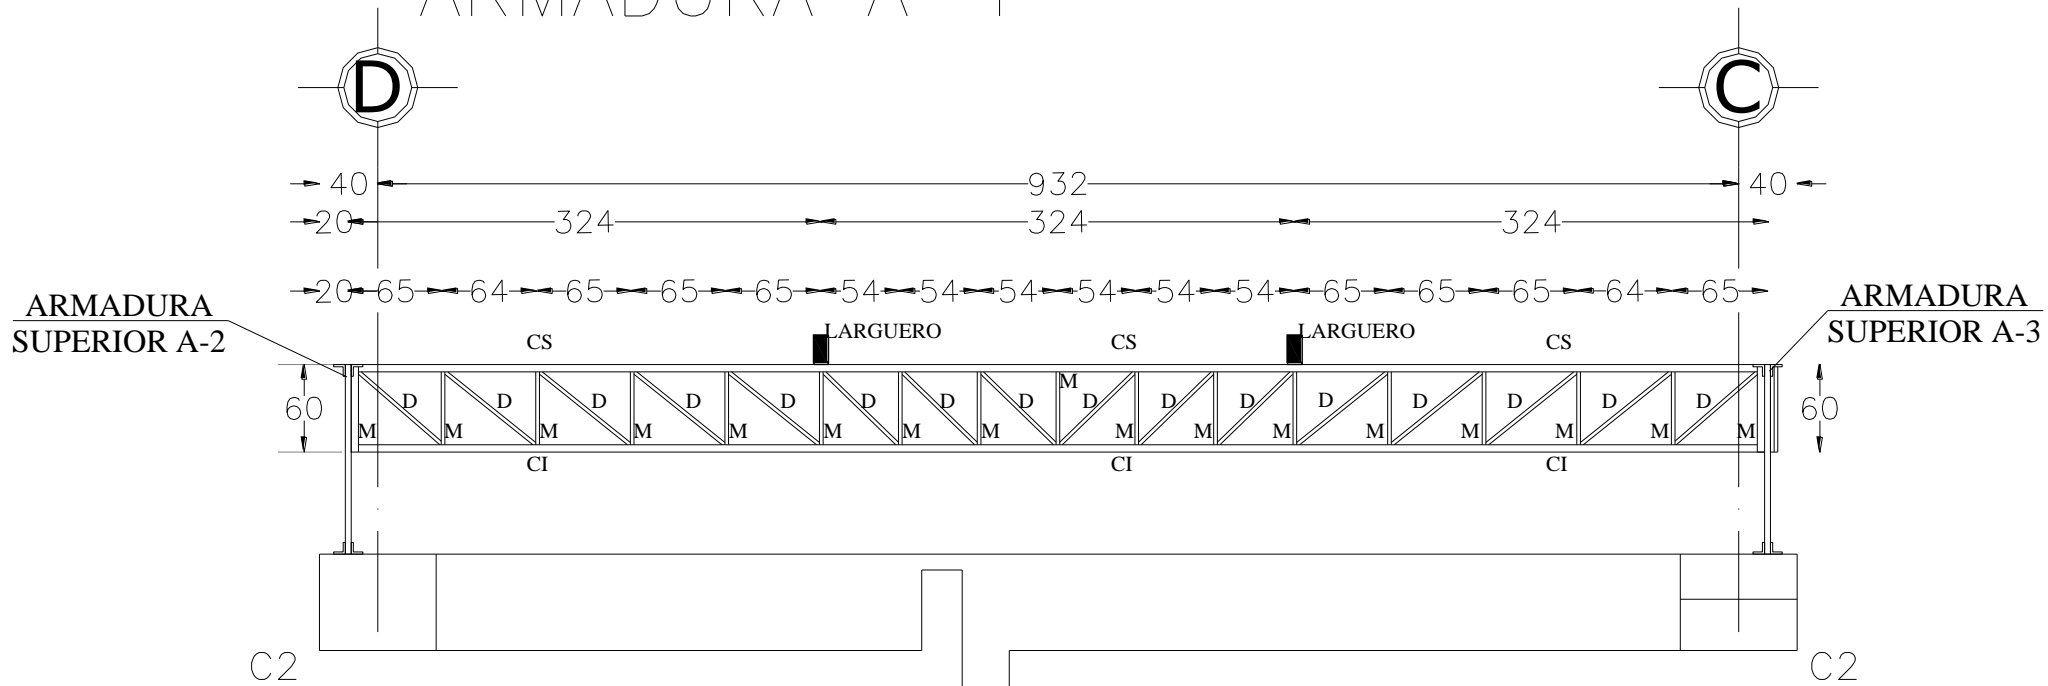 ARMADURA A-1
D
C
40 932 40
20 324 324 324
20 65 64 65 65 65 54 54 54 54 54 54 65 65 65 64 65
ARMADURA
SUPERIOR A-2
ARMADURA
SUPERIOR A-3
LARGUERO LARGUERO
CS CS CS
M
D D D D D D D D D D D D D D D D
60 60
M M M M M M M M M M M M M M M M
CI CI CI
C2 C2